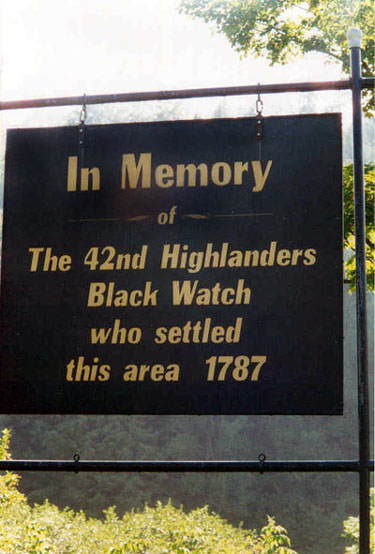 In Memory
of
The 42nd Highlanders
Black Watch
who settled
this area 1787